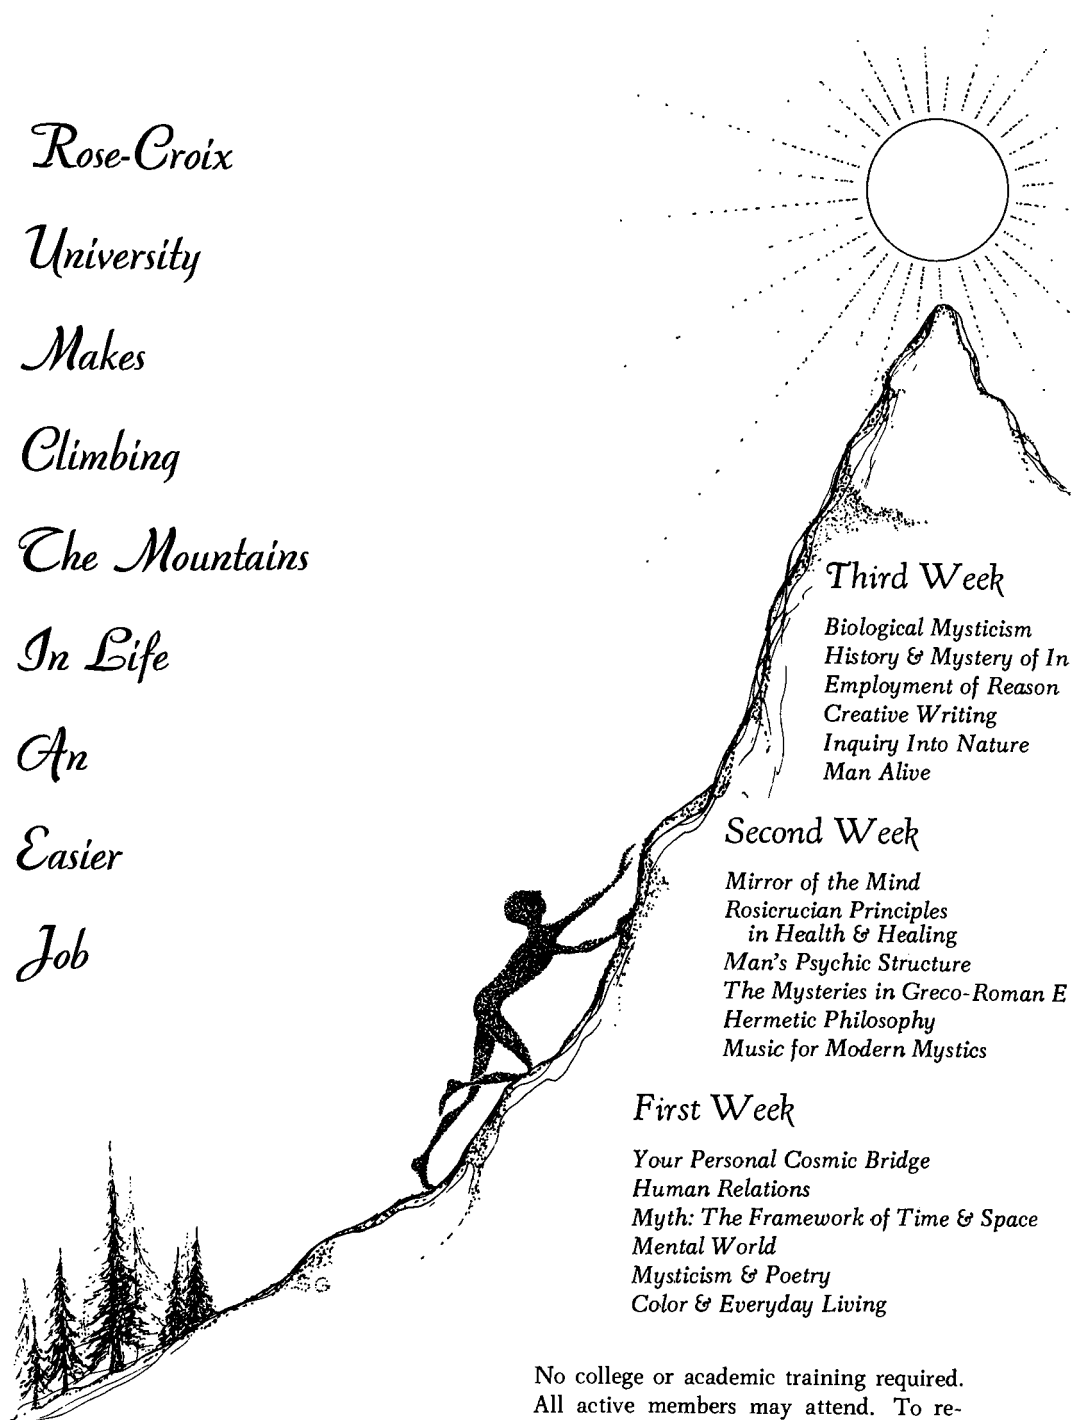 Rose-Croix
University
Makes
Climbing
The Mountains
In Life
An
Easier
Job
Third Week
Biological Mysticism
History & Mystery of In
Employment of Reason
Creative Writing
Inquiry Into Nature
Man Alive
Second Week
Mirror of the Mind
Rosicrucian Principles
in Health & Healing
Man's Psychic Structure
The Mysteries in Greco-Roman E
Hermetic Philosophy
Music for Modern Mystics
First Week
Your Personal Cosmic Bridge
Human Relations
Myth: The Framework of Time & Space
Mental World
Mysticism & Poetry
Color & Everyday Living
SG
No college or academic training required.
All active members may attend. To re-